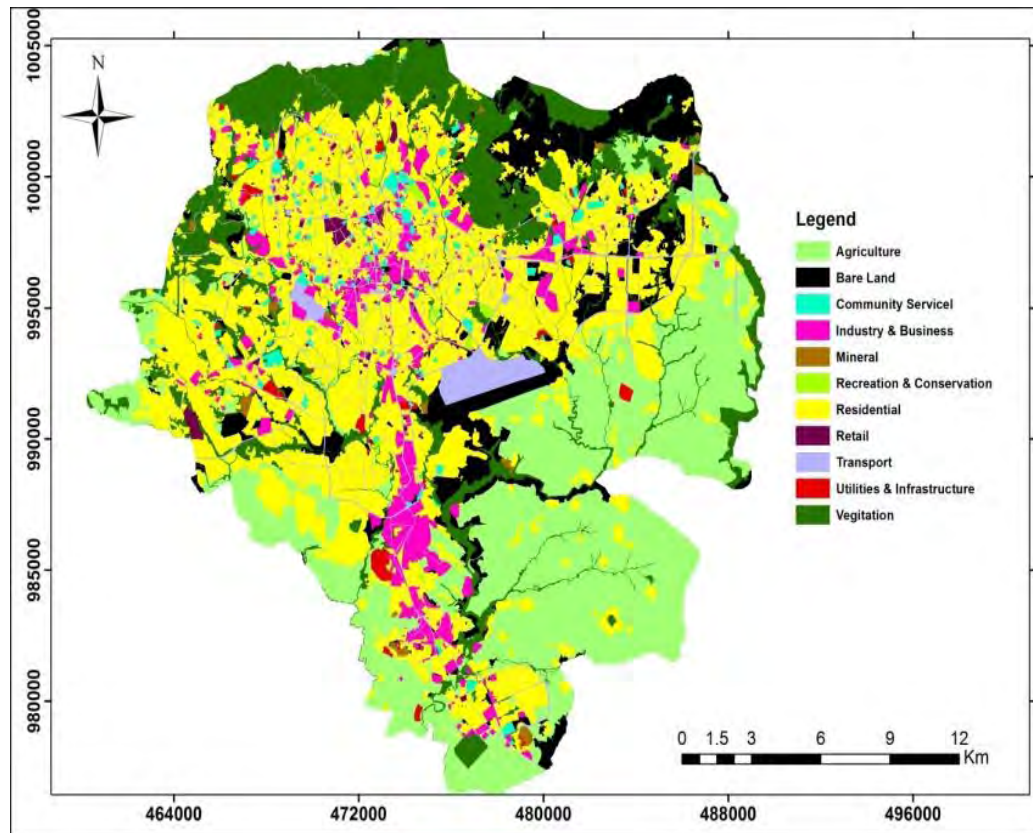 N
Legend
Agriculture
Bare Land
Community Servicel
Industry & Business
Mineral
Recreation & Conservation
Residential
Retail
Transport
Utilities & Infrastructure
Vegitation
0 1.5 3 6 9 12
Km
1005000
1000000
995000
990000
985000
980000
464000 472000 480000 488000 496000